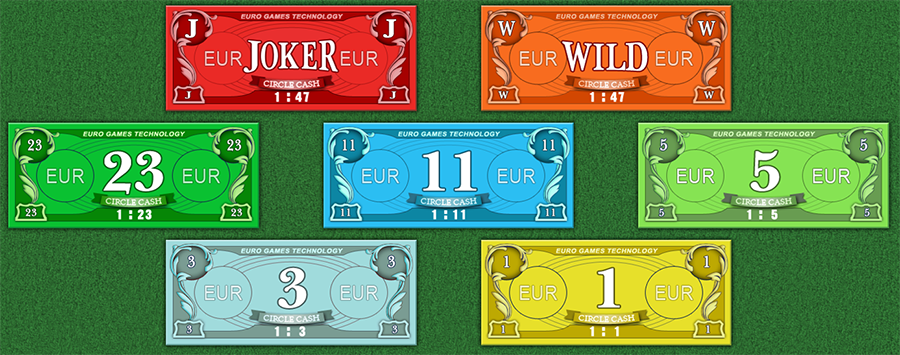 EURO GAMES TECHNOLOGY
J J
EUR JOKER EUR
CIRCLE CASH
J 1 : 47 J
EURO GAMES TECHNOLOGY
W W
EUR WILD EUR
CIRCLE CASH
W 1 : 47 W
EURO GAMES TECHNOLOGY
23 23
EUR 23 EUR
CIRCLE CASH
23 1 : 23 23
EURO GAMES TECHNOLOGY
11 11
EUR 11 EUR
CIRCLE CASH
11 1 : 11 11
EURO GAMES TECHNOLOGY
5 5
EUR 5 EUR
CIRCLE CASH
5 1 : 5 5
EURO GAMES TECHNOLOGY
3 3
EUR 3 EUR
CIRCLE CASH
3 1 : 3 3
EURO GAMES TECHNOLOGY
1 1
EUR 1 EUR
CIRCLE CASH
1 1 : 1 1